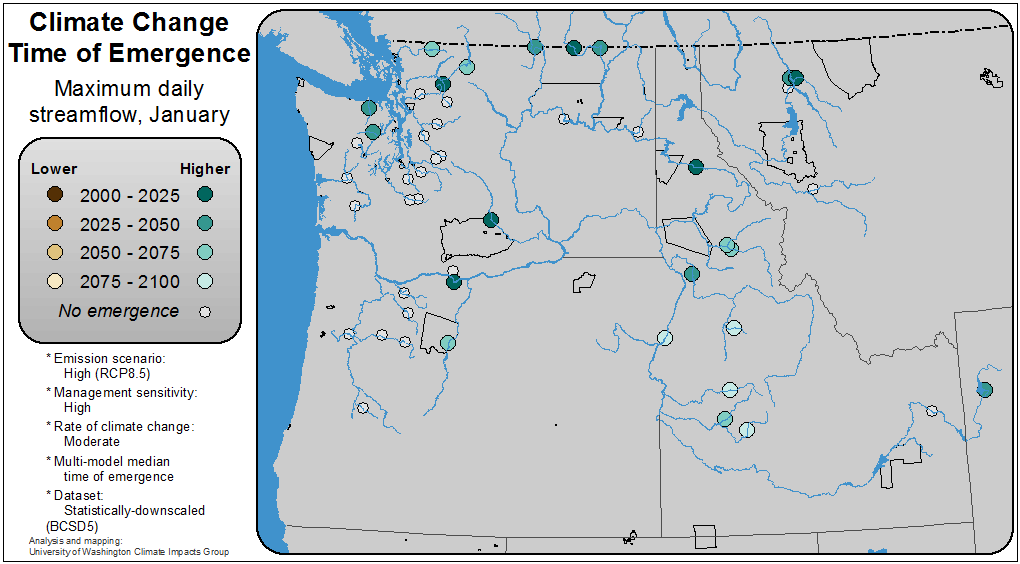 Climate Change
Time of Emergence
Maximum daily
streamflow, January
Lower Higher
2000 - 2025
2025 - 2050
2050 - 2075
2075 - 2100
No emergence
* Emission scenario:
High (RCP8.5)
* Management sensitivity:
High
* Rate of climate change:
Moderate
* Multi-model median
time of emergence
* Dataset:
Statistically-downscaled
(BCSD5)
Analysis and mapping:
University of Washington Climate Impacts Group